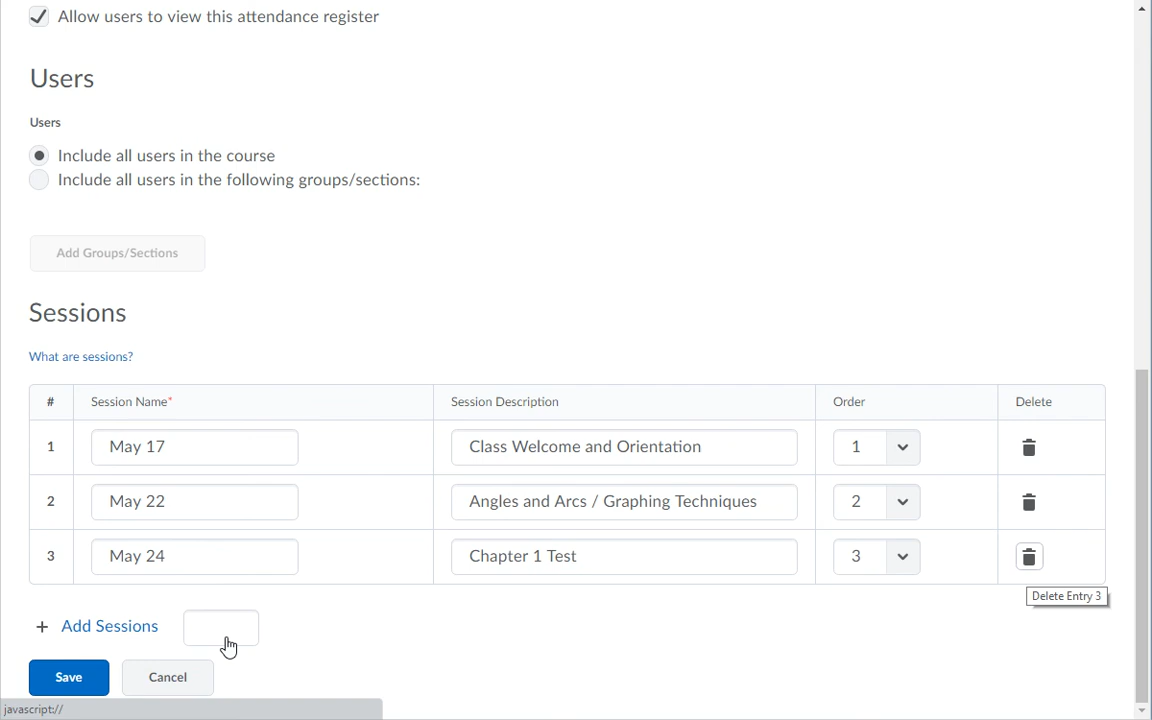 Allow users to view this attendance register
Users
Users
Include all users in the course
Include all users in the following groups/sections:
Add Groups/Sections
Sessions
What are sessions?
# Session Name* Session Description Order Delete
1 May 17 Class Welcome and Orientation 1
2 May 22 Angles and Arcs / Graphing Techniques 2
3 May 24 Chapter 1 Test 3
Delete Entry 3
+ Add Sessions
Save Cancel
javascript://